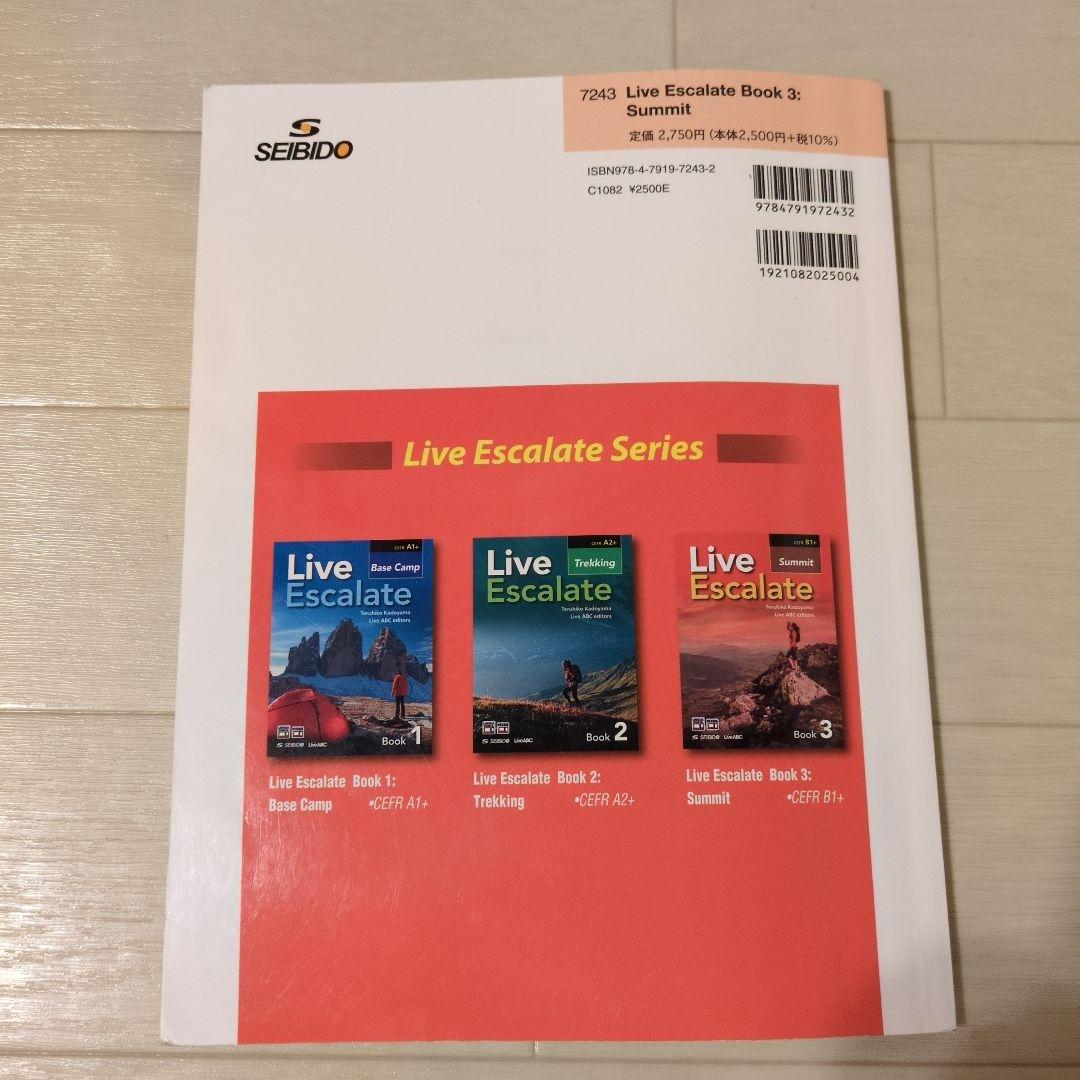 SEIBIDO
7243 Live Escalate Book 3:
Summit
定価 2,750円 (本体2,500円+税10%)
ISBN978-4-7919-7243-2
C1082 ¥2500E
9784791972432
1921082025004
Live Escalate Series
CEFR A1+
Base Camp
Live
Escalate
Teruhiko Kadoyama
Live ABC editors
SEIBIDO LiveABC
Book 1
CEFR A2+
Trekking
Live
Escalate
Teruhiko Kadoyama
Live ABC editors
SEIBIDO LiveABC
Book 2
CEFR B1+
Summit
Live
Escalate
Teruhiko Kadoyama
Live ABC editors
SEIBIDO LiveABC
Book 3
Live Escalate Book 1:
Base Camp •CEFR A1+
Live Escalate Book 2:
Trekking •CEFR A2+
Live Escalate Book 3:
Summit •CEFR B1+